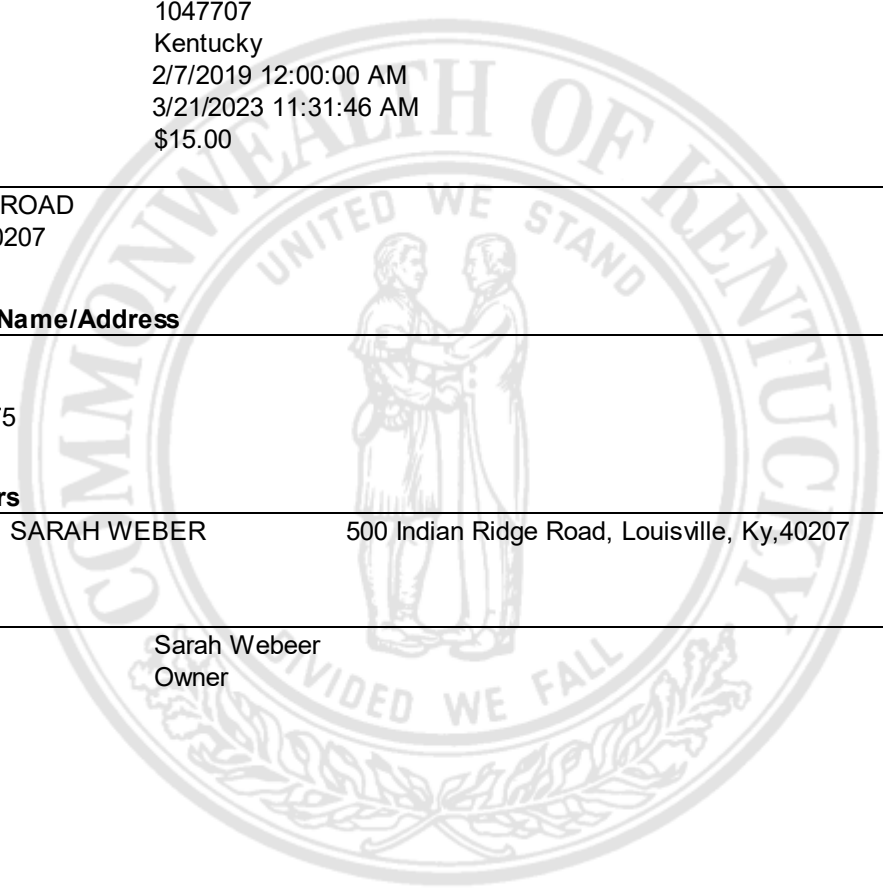 1047707
Kentucky
2/7/2019 12:00:00 AM
3/21/2023 11:31:46 AM
$15.00
ROAD
0207
Name/Address
75
rs
SARAH WEBER 500 Indian Ridge Road, Louisville, Ky,40207
Sarah Webeer
Owner
COMMONWEALTH OF KENTUCKY
UNITED WE STAND
DIVIDED WE FALL